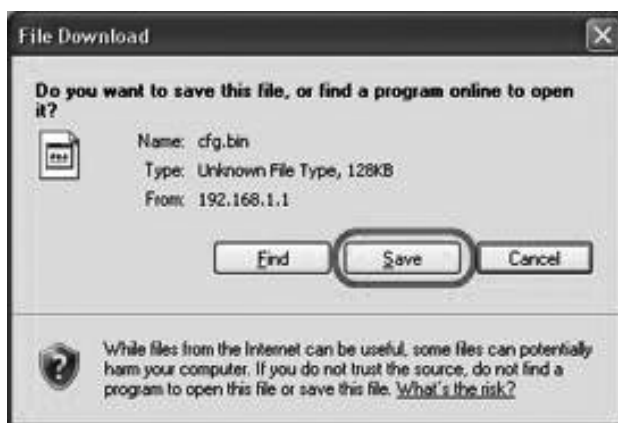 File Download
Do you want to save this file, or find a program online to open
it?
Name: cfg.bin
Type: Unknown File Type, 128KB
From: 192.168.1.1
Find Save Cancel
While files from the Internet can be useful, some files can potentially
harm your computer. If you do not trust the source, do not find a
program to open this file or save this file. What's the risk?